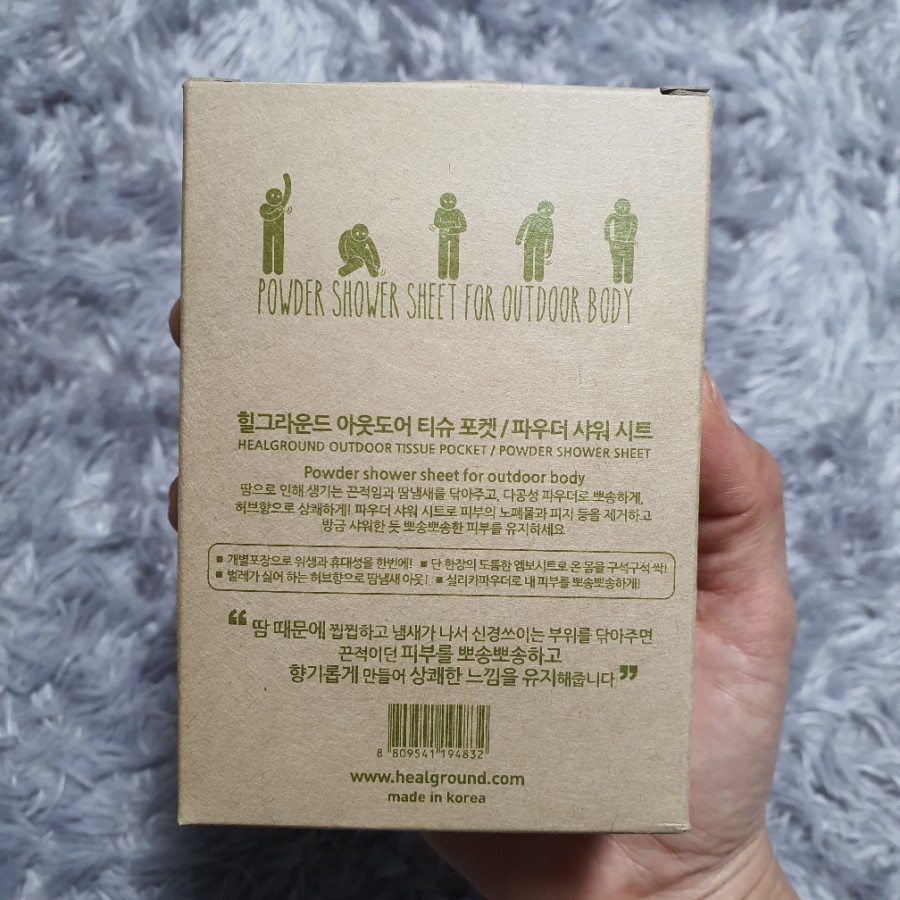 POWDER SHOWER SHEET FOR OUTDOOR BODY
힐그라운드 아웃도어 티슈 포켓 / 파우더 샤워 시트
HEALGROUND OUTDOOR TISSUE POCKET / POWDER SHOWER SHEET
Powder shower sheet for outdoor body
땀으로 인해 생기는 끈적임과 땀냄새를 닦아주고, 다공성 파우더로 뽀송하게,
허브향으로 상쾌하게! 파우더 샤워 시트로 피부의 노폐물과 피지 등을 제거하고
방금 샤워한 듯 뽀송뽀송한 피부를 유지하세요
▪ 개별포장으로 위생과 휴대성을 한번에! ▪ 단 한장의 도톰한 엠보시트로 온 몸을 구석구석 싹!
▪ 벌레가 싫어 하는 허브향으로 땀냄새 아웃! ▪ 실리카파우더로 내 피부를 뽀송뽀송하게!
“ 땀 때문에 찝찝하고 냄새가 나서 신경쓰이는 부위를 닦아주면
끈적이던 피부를 뽀송뽀송하고
향기롭게 만들어 상쾌한 느낌을 유지해줍니다 ”
8 809541 194832
www.healground.com
made in korea